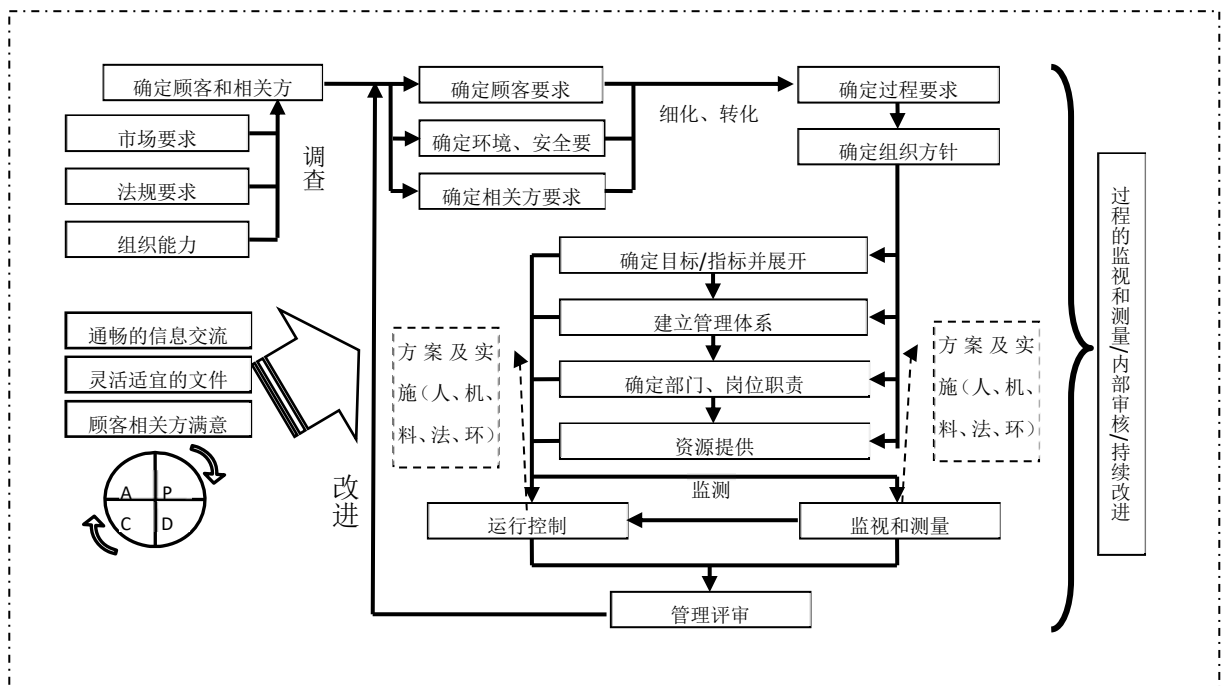 确定顾客和相关方
市场要求
法规要求
组织能力
调查
确定顾客要求
确定环境、安全要
确定相关方要求
细化、转化
确定过程要求
确定组织方针
确定目标/指标并展开
建立管理体系
确定部门、岗位职责
资源提供
方案及实
施(人、机、
料、法、环)
方案及实
施(人、机、
料、法、环)
通畅的信息交流
灵活适宜的文件
顾客相关方满意
A P
C D
改进
监测
运行控制
监视和测量
管理评审
过程的监视和测量/内部审核/持续改进